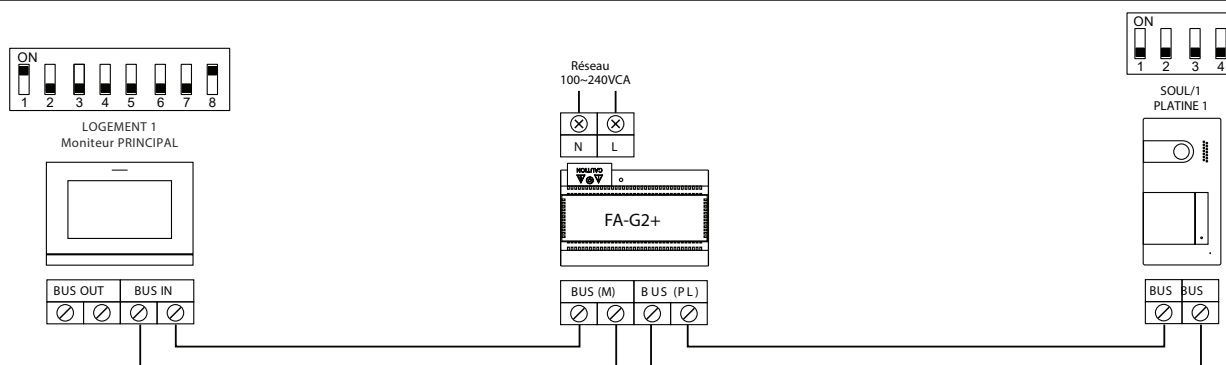 ON
1 2 3 4 5 6 7 8
LOGEMENT 1
Moniteur PRINCIPAL
BUS OUT BUS IN
Réseau
100~240VCA
N L
CAUTION
FA-G2+
BUS (M) BUS (PL)
ON
1 2 3 4
SOUL/1
PLATINE 1
BUS BUS